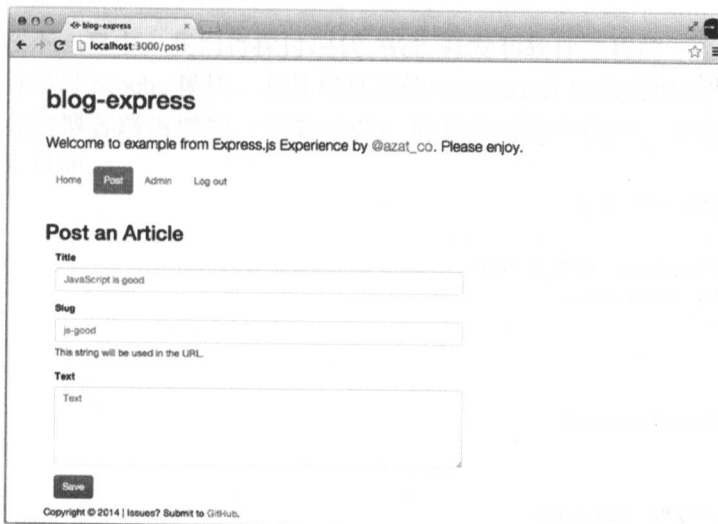 blog-express
localhost:3000/post
blog-express
Welcome to example from Express.js Experience by @azat_co. Please enjoy.
Home Post Admin Log out
Post an Article
Title
JavaScript is good
Slug
js-good
This string will be used in the URL.
Text
Text
Save
Copyright © 2014 | Issues? Submit to GitHub.